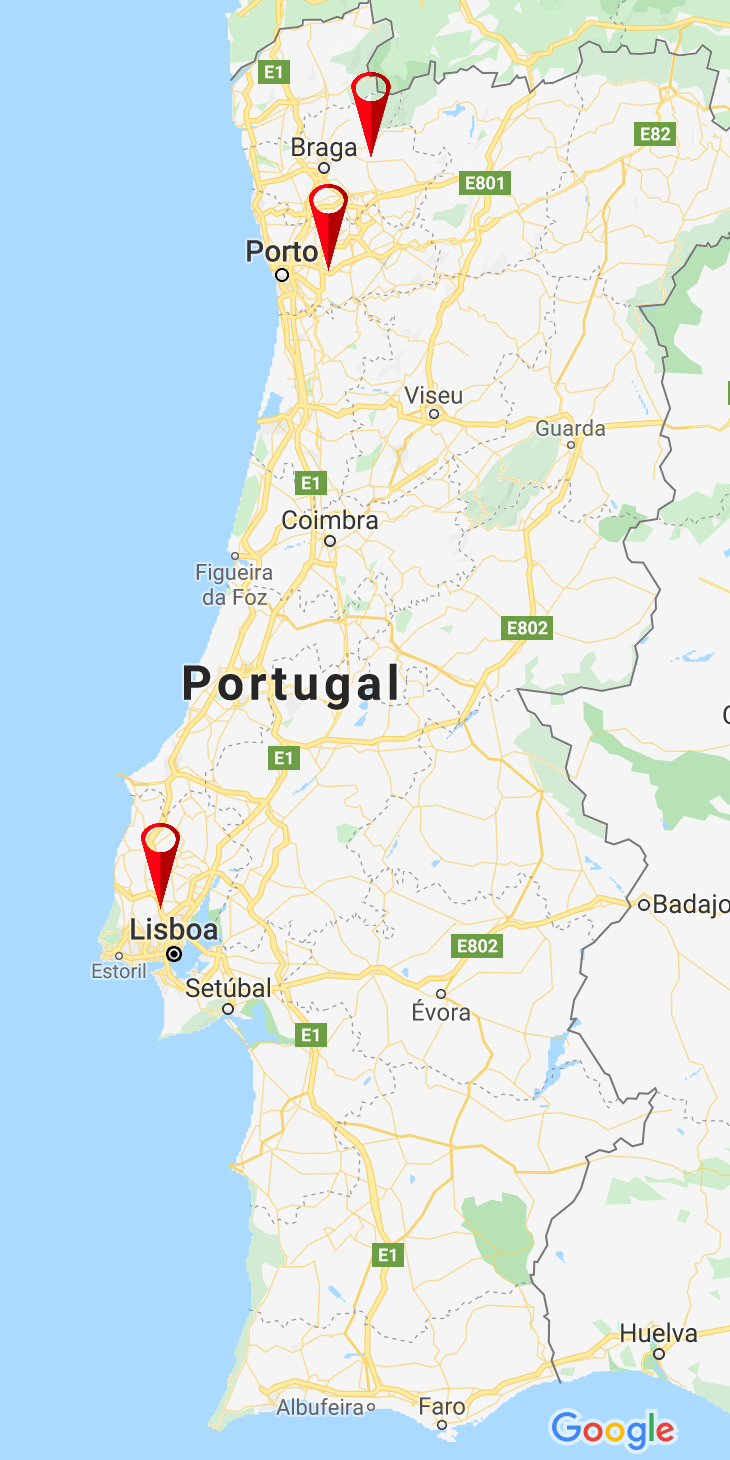 E1
E82
Braga
E801
Porto
Viseu
Guarda
E1
Coimbra
Figueira
da Foz
E802
Portugal
E1
Badajo
Lisboa
E802
Estoril
Setúbal
Évora
E1
E1
Huelva
Albufeira
Faro
Google